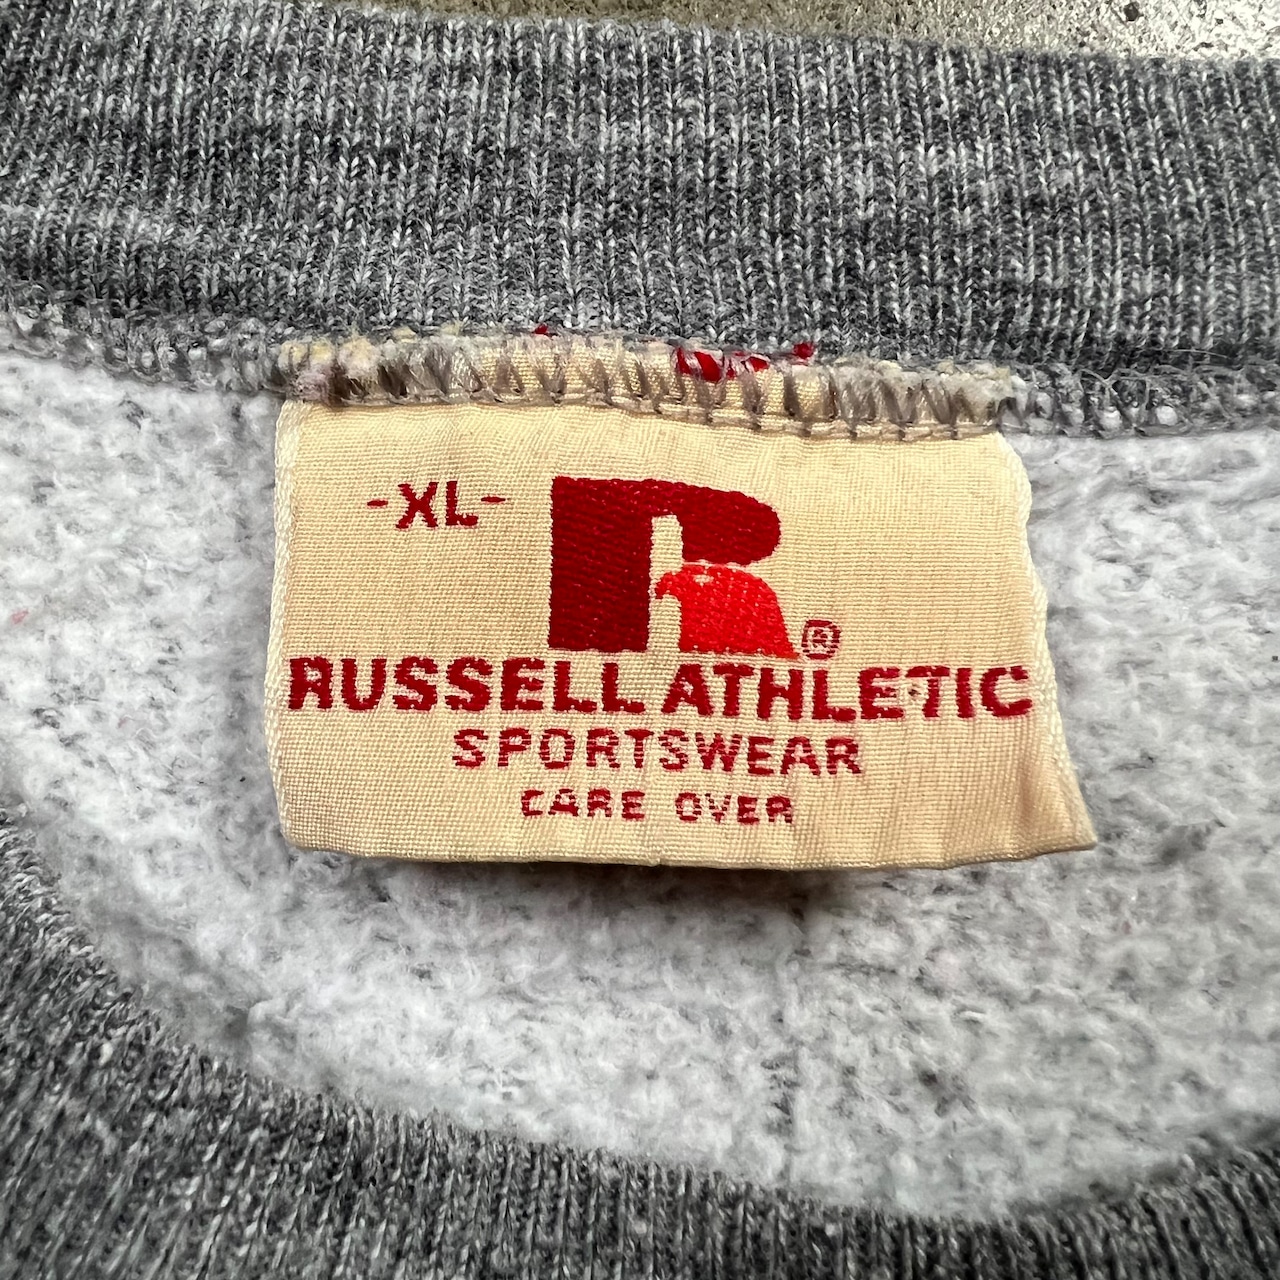 -XL-
R®
RUSSELL ATHLETIC
SPORTSWEAR
CARE OVER